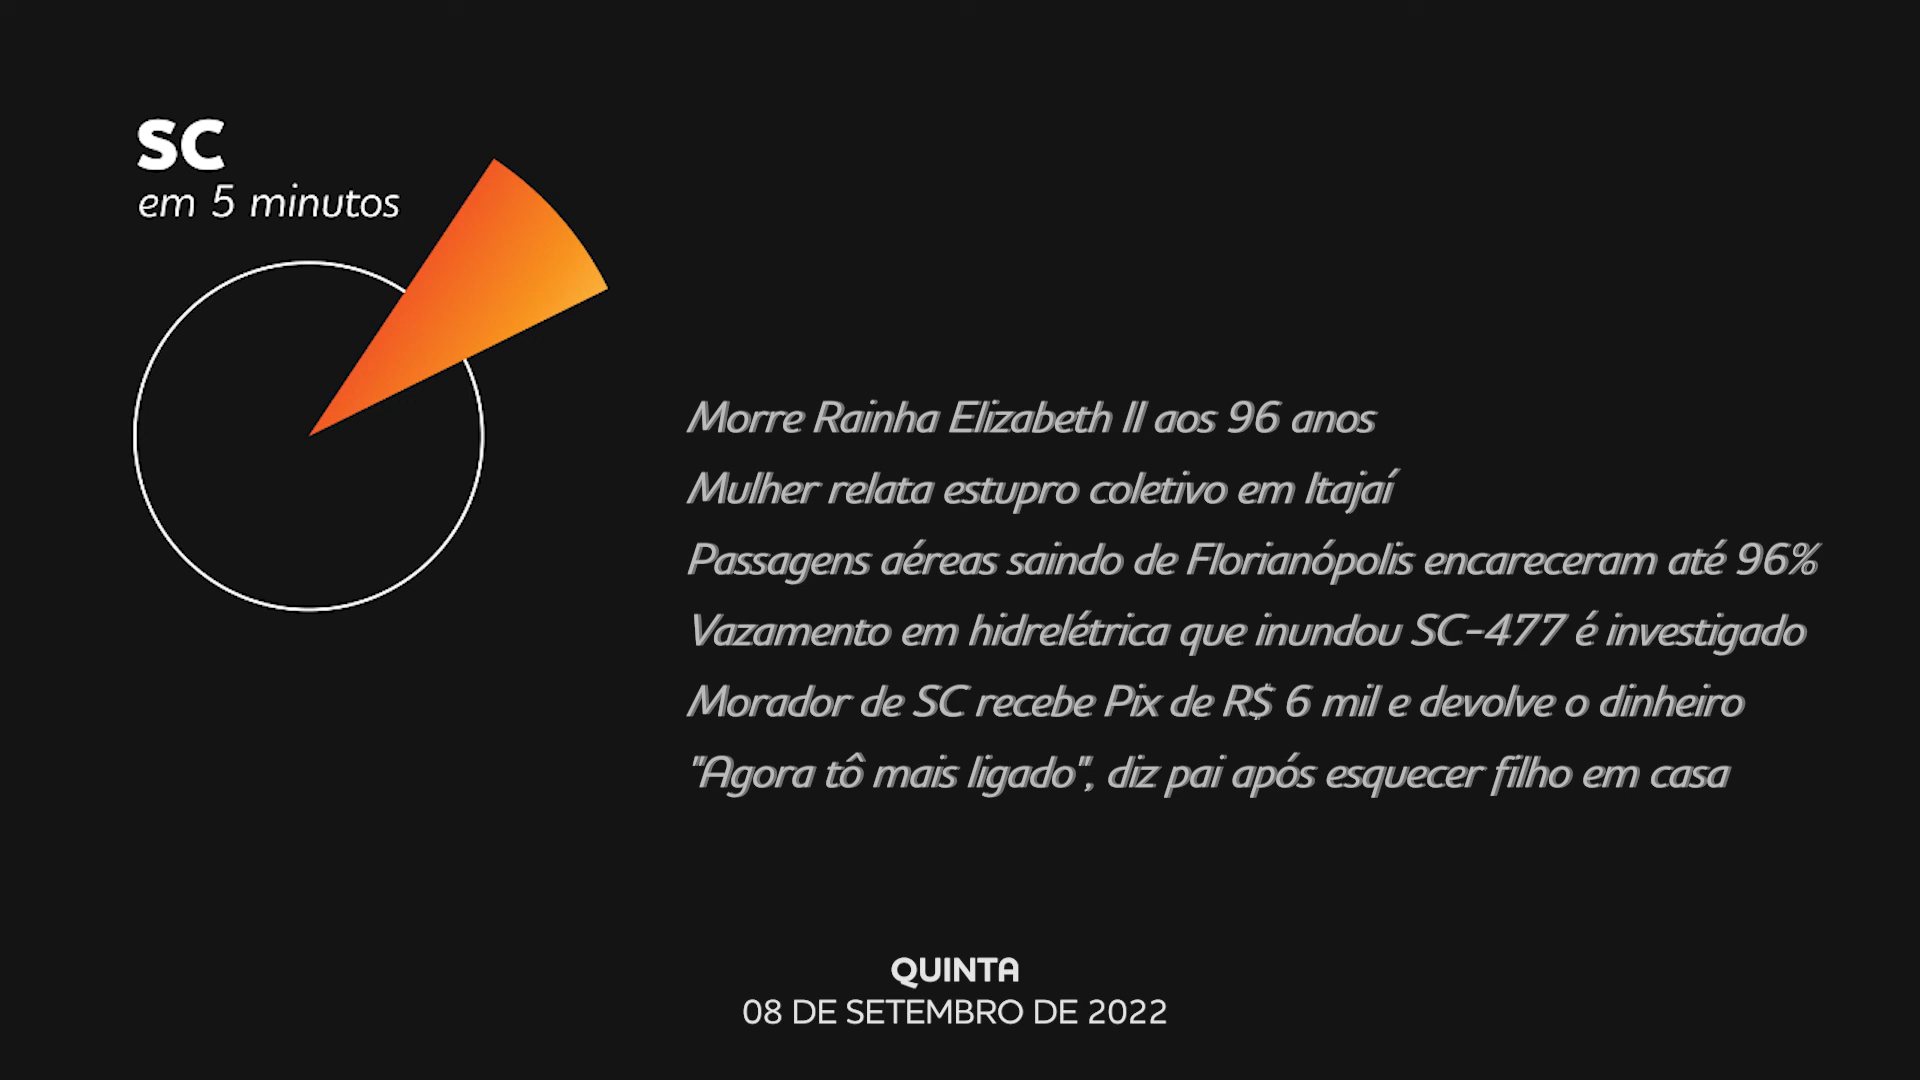 SC
em 5 minutos
Morre Rainha Elizabeth II aos 96 anos
Mulher relata estupro coletivo em Itajaí
Passagens aéreas saindo de Florianópolis encareceram até 96%
Vazamento em hidrelétrica que inundou SC-477 é investigado
Morador de SC recebe Pix de R$ 6 mil e devolve o dinheiro
"Agora tô mais ligado", diz pai após esquecer filho em casa
QUINTA
08 DE SETEMBRO DE 2022